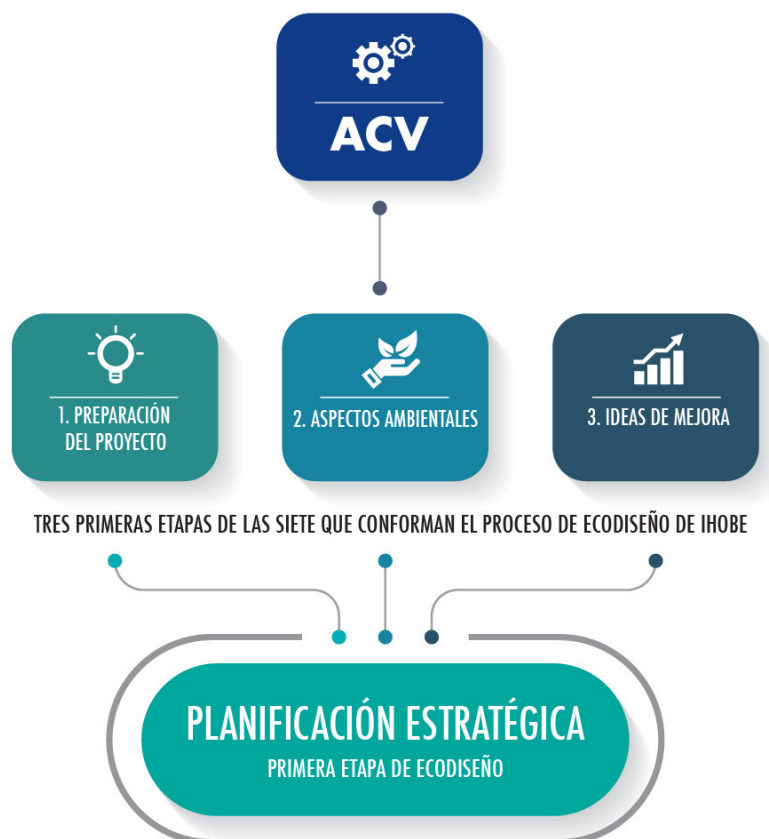 ACV
1. PREPARACIÓN
DEL PROYECTO
2. ASPECTOS AMBIENTALES
3. IDEAS DE MEJORA
TRES PRIMERAS ETAPAS DE LAS SIETE QUE CONFORMAN EL PROCESO DE ECODISEÑO DE IHOBE
PLANIFICACIÓN ESTRATÉGICA
PRIMERA ETAPA DE ECODISEÑO